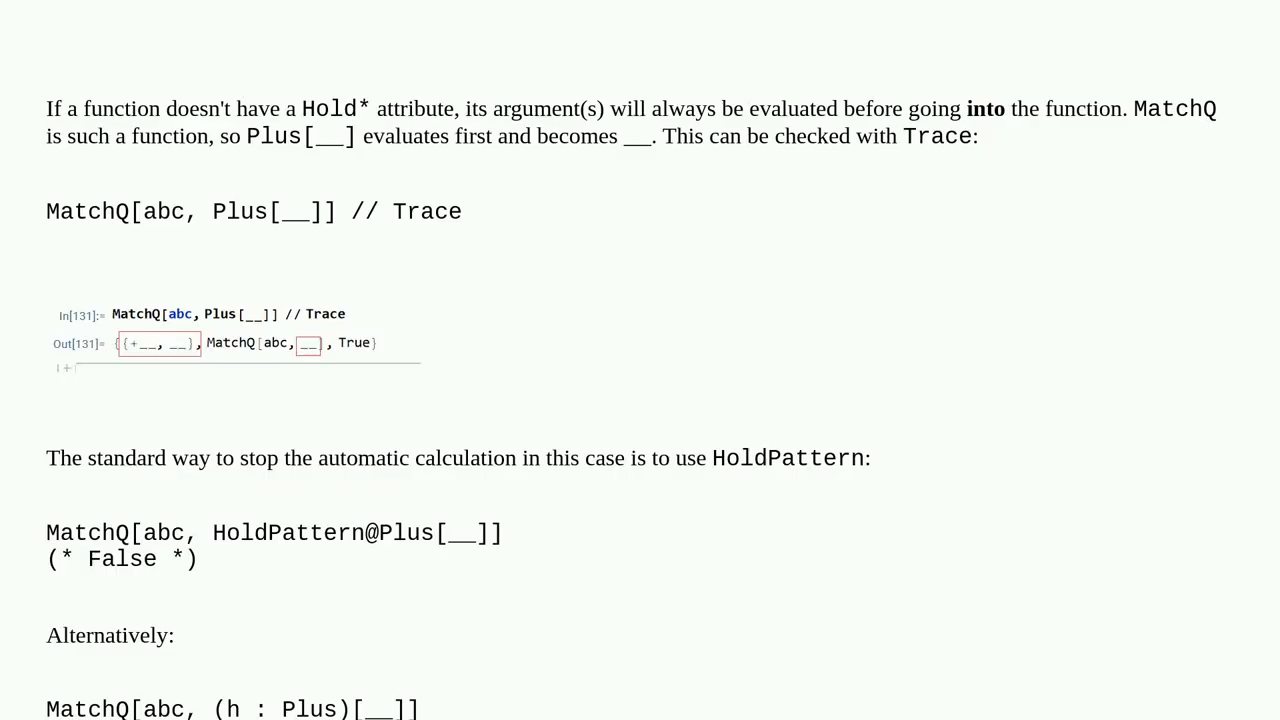 If a function doesn't have a Hold* attribute, its argument(s) will always be evaluated before going into the function. MatchQ
is such a function, so Plus[__] evaluates first and becomes __. This can be checked with Trace:
MatchQ[abc, Plus[__]] // Trace
In[131]:= MatchQ[abc, Plus[__]] // Trace
Out[131]= {{+__, __}, MatchQ[abc, __], True}
The standard way to stop the automatic calculation in this case is to use HoldPattern:
MatchQ[abc, HoldPattern@Plus[__]]
(* False *)
Alternatively:
MatchQ[abc, (h : Plus)[__]]